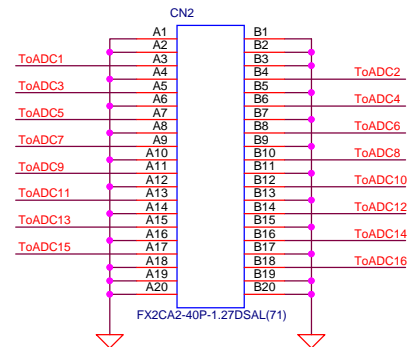 CN2
A1 B1
A2 B2
ToADC1 A3 B3
A4 B4 ToADC2
ToADC3 A5 B5
A6 B6 ToADC4
ToADC5 A7 B7
A8 B8 ToADC6
ToADC7 A9 B9
A10 B10 ToADC8
ToADC9 A11 B11
A12 B12 ToADC10
ToADC11 A13 B13
A14 B14 ToADC12
ToADC13 A15 B15
A16 B16 ToADC14
ToADC15 A17 B17
A18 B18 ToADC16
A19 B19
A20 B20
FX2CA2-40P-1.27DSAL(71)